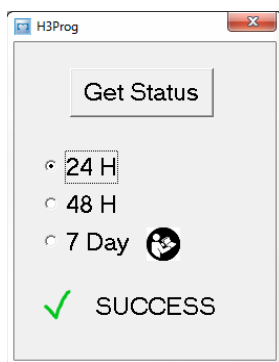 H3Prog
Get Status
24 H
48 H
7 Day
SUCCESS